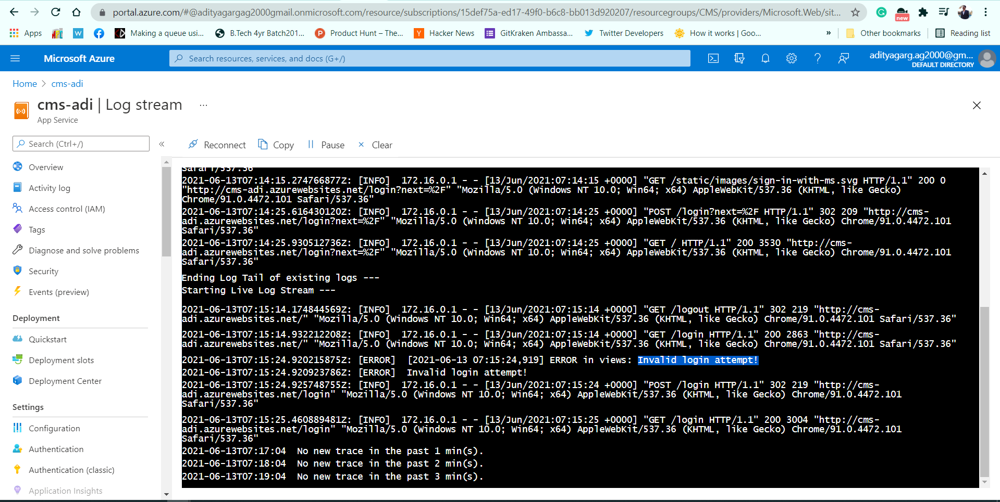 portal.azure.com/#@adityagargag2000gmail.onmicrosoft.com/resource/subscriptions/15def75a-ed17-49f0-b6c8-bb013d920207/resourcegroups/CMS/providers/Microsoft.Web/sit...
new
Apps
Making a queue usi...
B.Tech 4yr Batch201...
Product Hunt – The...
Hacker News
GitKraken Ambassa...
Twitter Developers
How it works | Goo...
»
Other bookmarks
Reading list
Microsoft Azure
Search resources, services, and docs (G+/)
adityagarg.ag2000@gm...
DEFAULT DIRECTORY
Home > cms-adi
cms-adi | Log stream ...
App Service
Search (Ctrl+/)
«
Reconnect Copy Pause Clear
Overview
Activity log
Access control (IAM)
Tags
Diagnose and solve problems
Security
Events (preview)
Deployment
Quickstart
Deployment slots
Deployment Center
Settings
Configuration
Authentication
Authentication (classic)
Application Insights
Safari/537.36"
2021-06-13T07:14:15.274766877Z: [INFO]  172.16.0.1 - - [13/Jun/2021:07:14:15 +0000] "GET /static/images/sign-in-with-ms.svg HTTP/1.1" 200 0
"http://cms-adi.azurewebsites.net/login?next=%2F" "Mozilla/5.0 (Windows NT 10.0; Win64; x64) AppleWebKit/537.36 (KHTML, like Gecko)
Chrome/91.0.4472.101 Safari/537.36"
2021-06-13T07:14:25.616430120Z: [INFO]  172.16.0.1 - - [13/Jun/2021:07:14:25 +0000] "POST /login?next=%2F HTTP/1.1" 302 209 "http://cms-
adi.azurewebsites.net/login?next=%2F" "Mozilla/5.0 (Windows NT 10.0; Win64; x64) AppleWebKit/537.36 (KHTML, like Gecko) Chrome/91.0.4472.101
Safari/537.36"
2021-06-13T07:14:25.930512736Z: [INFO]  172.16.0.1 - - [13/Jun/2021:07:14:25 +0000] "GET / HTTP/1.1" 200 3530 "http://cms-
adi.azurewebsites.net/login?next=%2F" "Mozilla/5.0 (Windows NT 10.0; Win64; x64) AppleWebKit/537.36 (KHTML, like Gecko) Chrome/91.0.4472.101
Safari/537.36"
Ending Log Tail of existing logs ---
Starting Live Log Stream ---
2021-06-13T07:15:14.174844569Z: [INFO]  172.16.0.1 - - [13/Jun/2021:07:15:14 +0000] "GET /logout HTTP/1.1" 302 219 "http://cms-
adi.azurewebsites.net/" "Mozilla/5.0 (Windows NT 10.0; Win64; x64) AppleWebKit/537.36 (KHTML, like Gecko) Chrome/91.0.4472.101 Safari/537.36"
2021-06-13T07:15:14.932212208Z: [INFO]  172.16.0.1 - - [13/Jun/2021:07:15:14 +0000] "GET /login HTTP/1.1" 200 2863 "http://cms-
adi.azurewebsites.net/" "Mozilla/5.0 (Windows NT 10.0; Win64; x64) AppleWebKit/537.36 (KHTML, like Gecko) Chrome/91.0.4472.101 Safari/537.36"
2021-06-13T07:15:24.920215875Z: [ERROR]  [2021-06-13 07:15:24,919] ERROR in views: Invalid login attempt!
2021-06-13T07:15:24.920923786Z: [ERROR]  Invalid login attempt!
2021-06-13T07:15:24.925748755Z: [INFO]  172.16.0.1 - - [13/Jun/2021:07:15:24 +0000] "POST /login HTTP/1.1" 302 219 "http://cms-
adi.azurewebsites.net/login" "Mozilla/5.0 (Windows NT 10.0; Win64; x64) AppleWebKit/537.36 (KHTML, like Gecko) Chrome/91.0.4472.101
Safari/537.36"
2021-06-13T07:15:25.460889481Z: [INFO]  172.16.0.1 - - [13/Jun/2021:07:15:25 +0000] "GET /login HTTP/1.1" 200 3004 "http://cms-
adi.azurewebsites.net/login" "Mozilla/5.0 (Windows NT 10.0; Win64; x64) AppleWebKit/537.36 (KHTML, like Gecko) Chrome/91.0.4472.101
Safari/537.36"
2021-06-13T07:17:04  No new trace in the past 1 min(s).
2021-06-13T07:18:04  No new trace in the past 2 min(s).
2021-06-13T07:19:04  No new trace in the past 3 min(s).